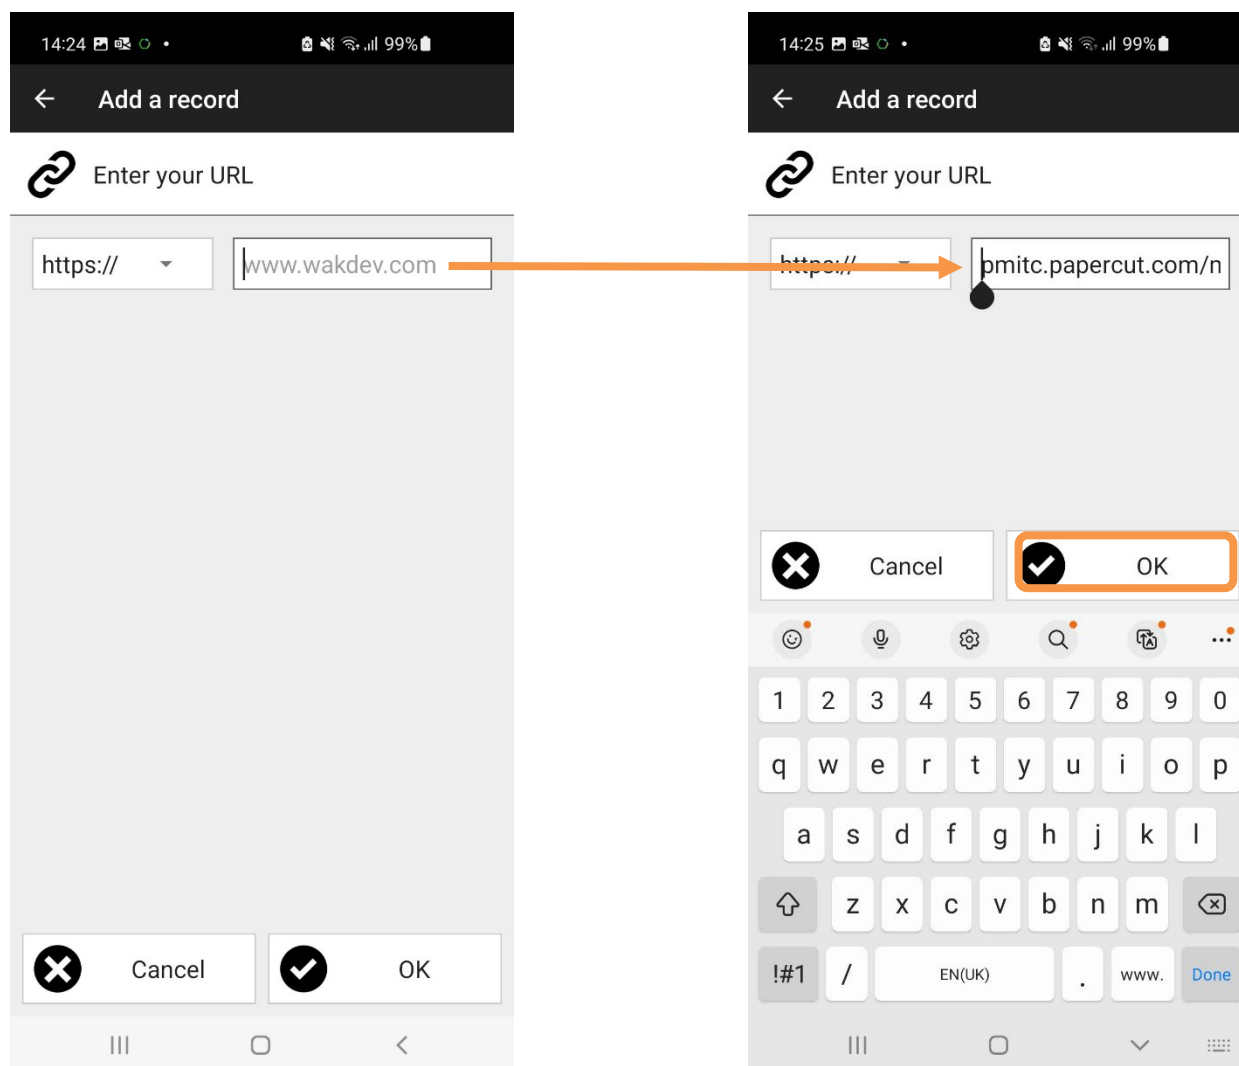 14:24
99%
Add a record
Enter your URL
https://
www.wakdev.com
Cancel
OK
14:25
99%
Add a record
Enter your URL
https://
pmitc.papercut.com/n
Cancel
OK
1 2 3 4 5 6 7 8 9 0
q w e r t y u i o p
a s d f g h j k l
z x c v b n m
!#1 / EN(UK) . www. Done